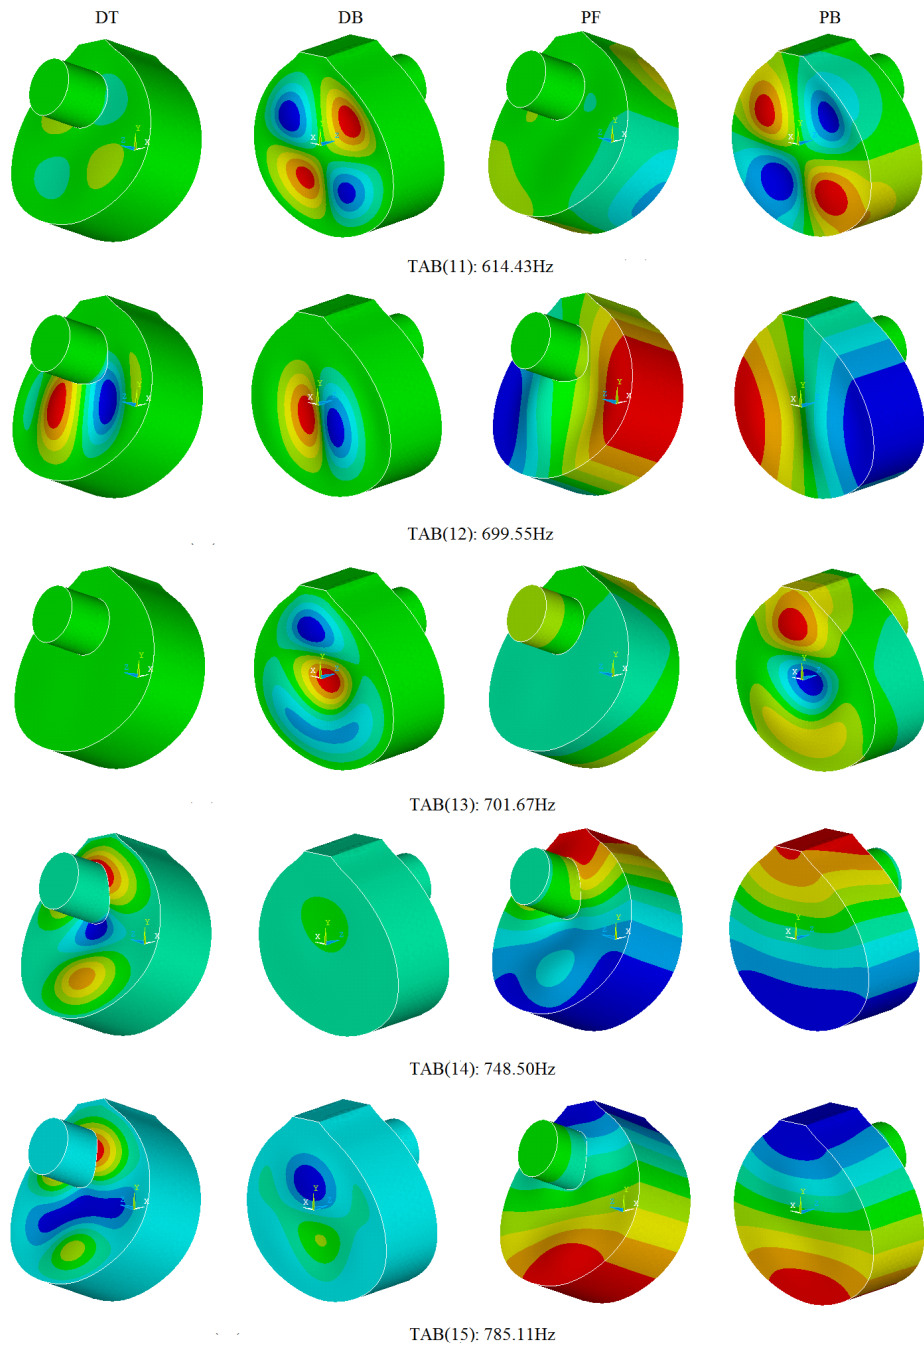 DT DB PF PB
TAB(11): 614.43Hz
TAB(12): 699.55Hz
TAB(13): 701.67Hz
TAB(14): 748.50Hz
TAB(15): 785.11Hz